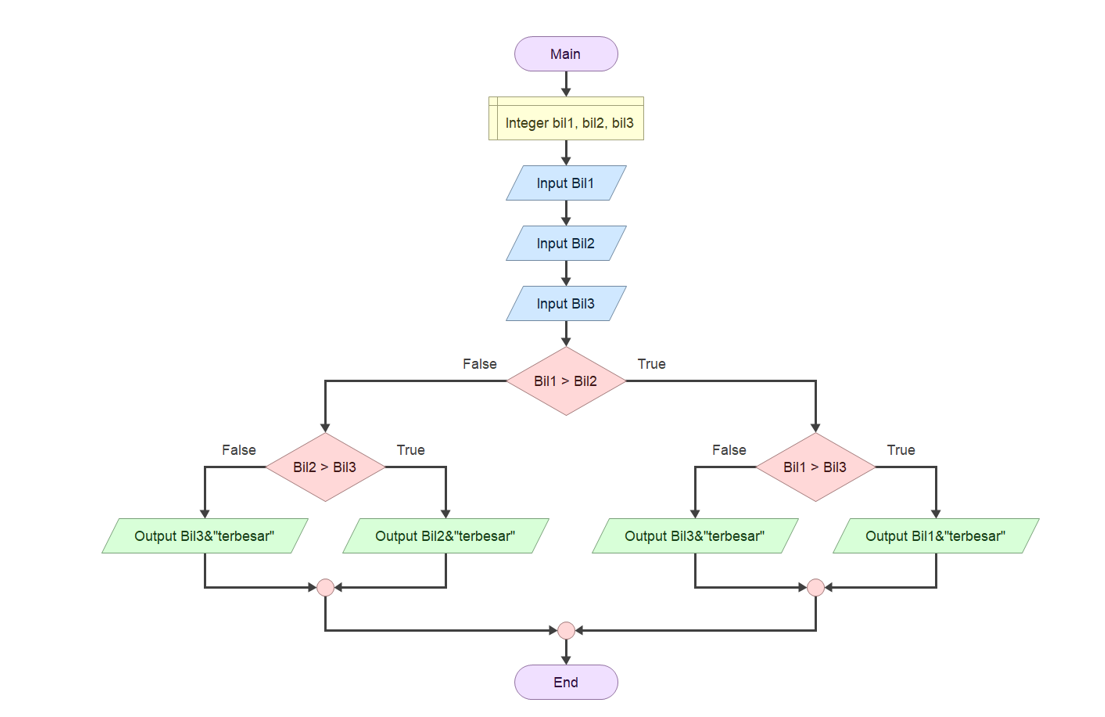 Main
Integer bil1, bil2, bil3
Input Bil1
Input Bil2
Input Bil3
False
True
Bil1 > Bil2
False
True
False
True
Bil2 > Bil3
Bil1 > Bil3
Output Bil3&"terbesar"
Output Bil2&"terbesar"
Output Bil3&"terbesar"
Output Bil1&"terbesar"
End